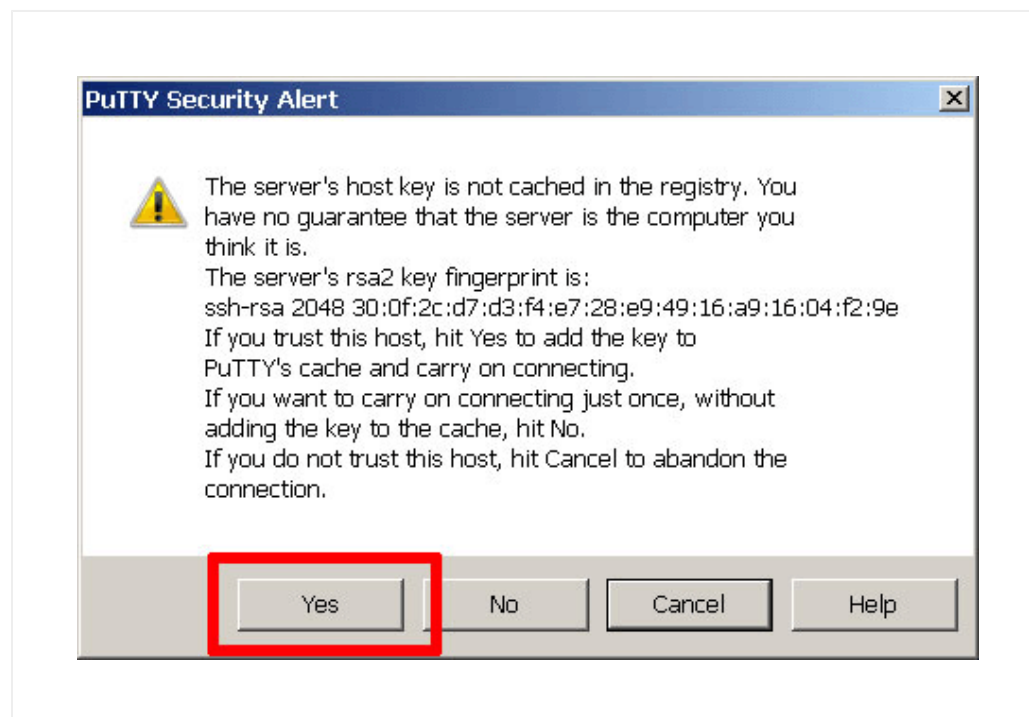 PuTTY Security Alert
The server's host key is not cached in the registry. You
have no guarantee that the server is the computer you
think it is.
The server's rsa2 key fingerprint is:
ssh-rsa 2048 30:0f:2c:d7:d3:f4:e7:28:e9:49:16:a9:16:04:f2:9e
If you trust this host, hit Yes to add the key to
PuTTY's cache and carry on connecting.
If you want to carry on connecting just once, without
adding the key to the cache, hit No.
If you do not trust this host, hit Cancel to abandon the
connection.
Yes No Cancel Help